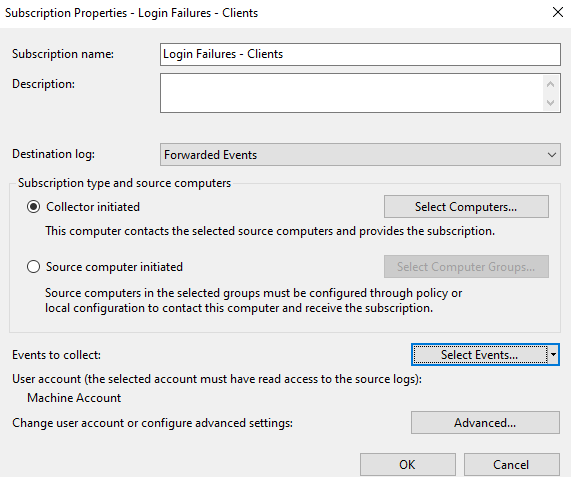 Subscription Properties - Login Failures - Clients
Subscription name: Login Failures - Clients
Description:
Destination log: Forwarded Events
Subscription type and source computers
Collector initiated Select Computers...
This computer contacts the selected source computers and provides the subscription.
Source computer initiated Select Computer Groups...
Source computers in the selected groups must be configured through policy or
local configuration to contact this computer and receive the subscription.
Events to collect: Select Events...
User account (the selected account must have read access to the source logs):
Machine Account
Change user account or configure advanced settings: Advanced...
OK Cancel